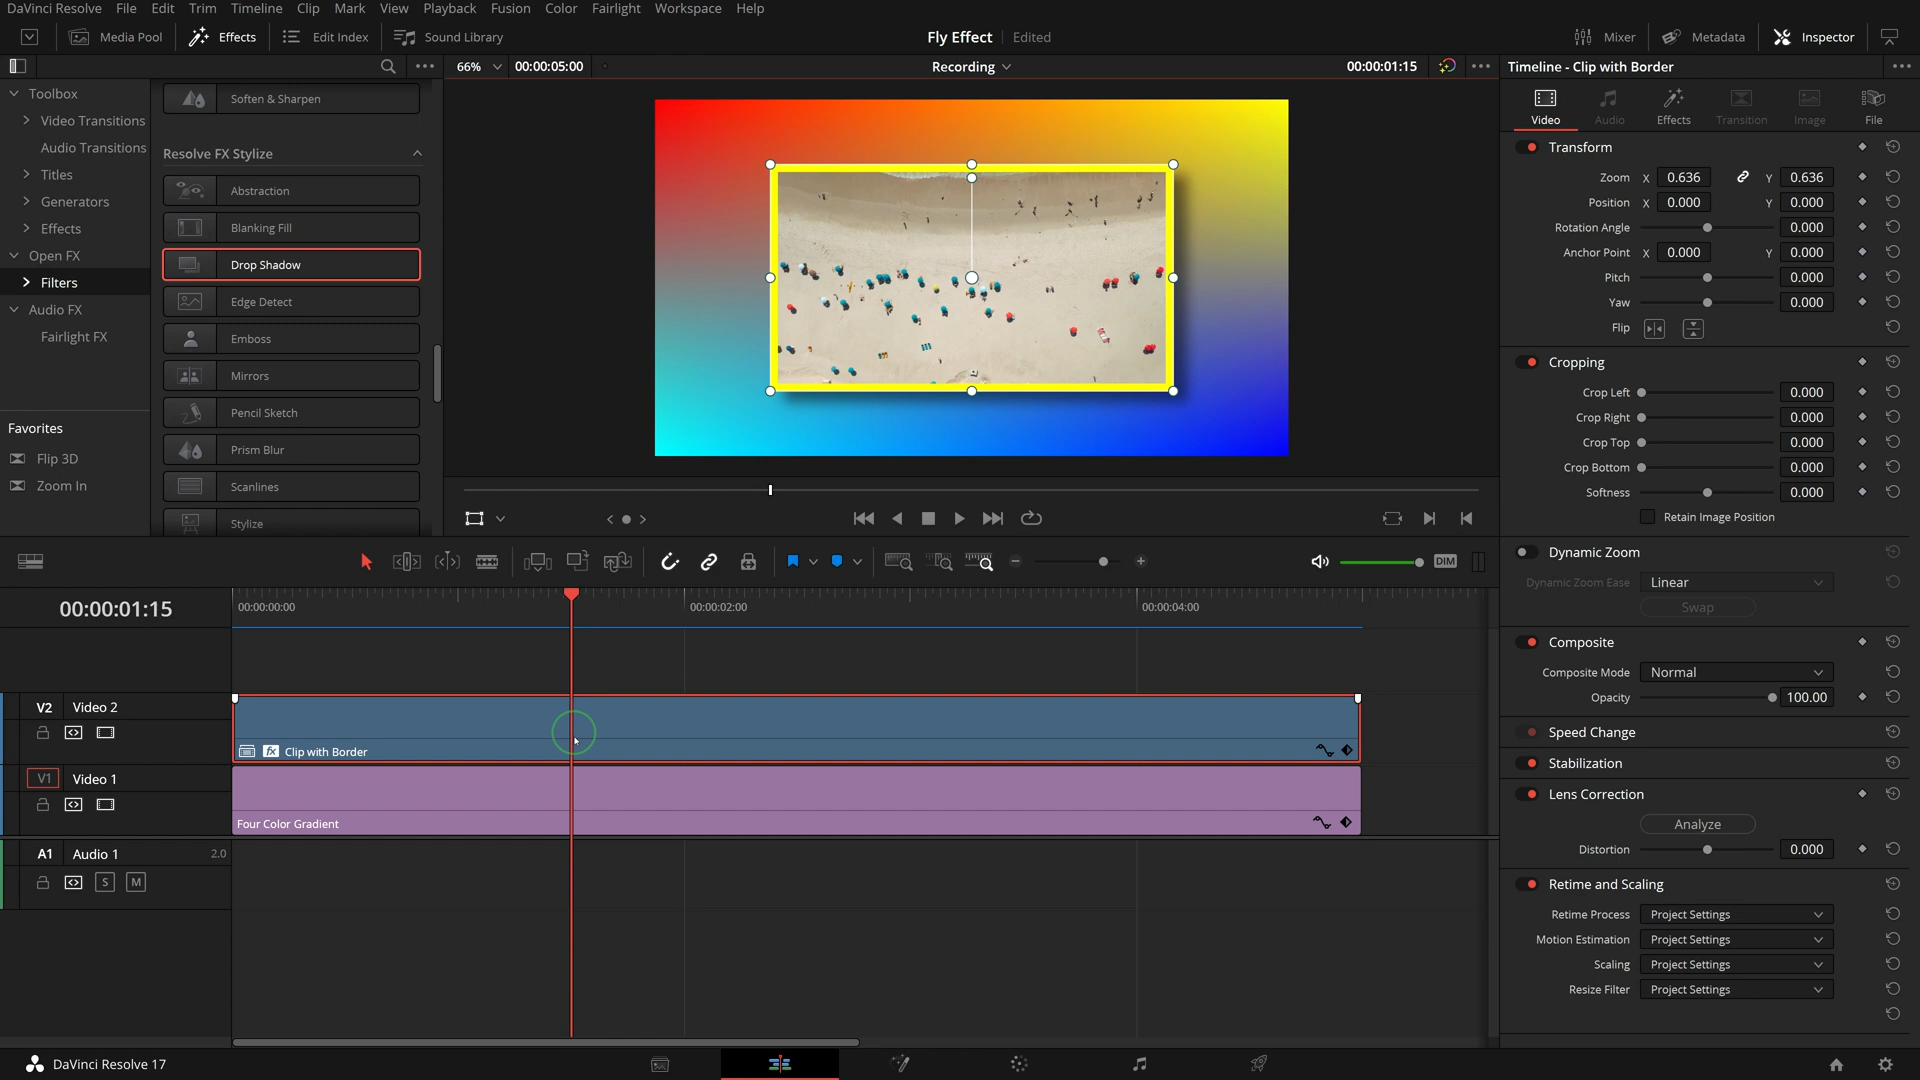 DaVinci Resolve File Edit Trim Timeline Clip Mark View Playback Fusion Color Fairlight Workspace Help
Media Pool Effects Edit Index Sound Library Fly Effect Edited Mixer Metadata Inspector
66% 00:00:05:00 Recording 00:00:01:15 Timeline - Clip with Border
Toolbox
Video Transitions
Audio Transitions
Titles
Generators
Effects
Open FX
Filters
Audio FX
Fairlight FX
Favorites
Flip 3D
Zoom In
Soften & Sharpen
Resolve FX Stylize
Abstraction
Blanking Fill
Drop Shadow
Edge Detect
Emboss
Mirrors
Pencil Sketch
Prism Blur
Scanlines
Stylize
Video Audio Effects Transition Image File
Transform
Zoom X 0.636 Y 0.636
Position X 0.000 Y 0.000
Rotation Angle 0.000
Anchor Point X 0.000 Y 0.000
Pitch 0.000
Yaw 0.000
Flip
Cropping
Crop Left 0.000
Crop Right 0.000
Crop Top 0.000
Crop Bottom 0.000
Softness 0.000
Retain Image Position
Dynamic Zoom
Dynamic Zoom Ease Linear
Swap
Composite
Composite Mode Normal
Opacity 100.00
Speed Change
Stabilization
Lens Correction
Analyze
Distortion 0.000
Retime and Scaling
Retime Process Project Settings
Motion Estimation Project Settings
Scaling Project Settings
Resize Filter Project Settings
DIM
00:00:01:15 00:00:00:00 00:00:02:00 00:00:04:00
V2 Video 2
fx Clip with Border
V1 Video 1
Four Color Gradient
A1 Audio 1 2.0
S M
DaVinci Resolve 17